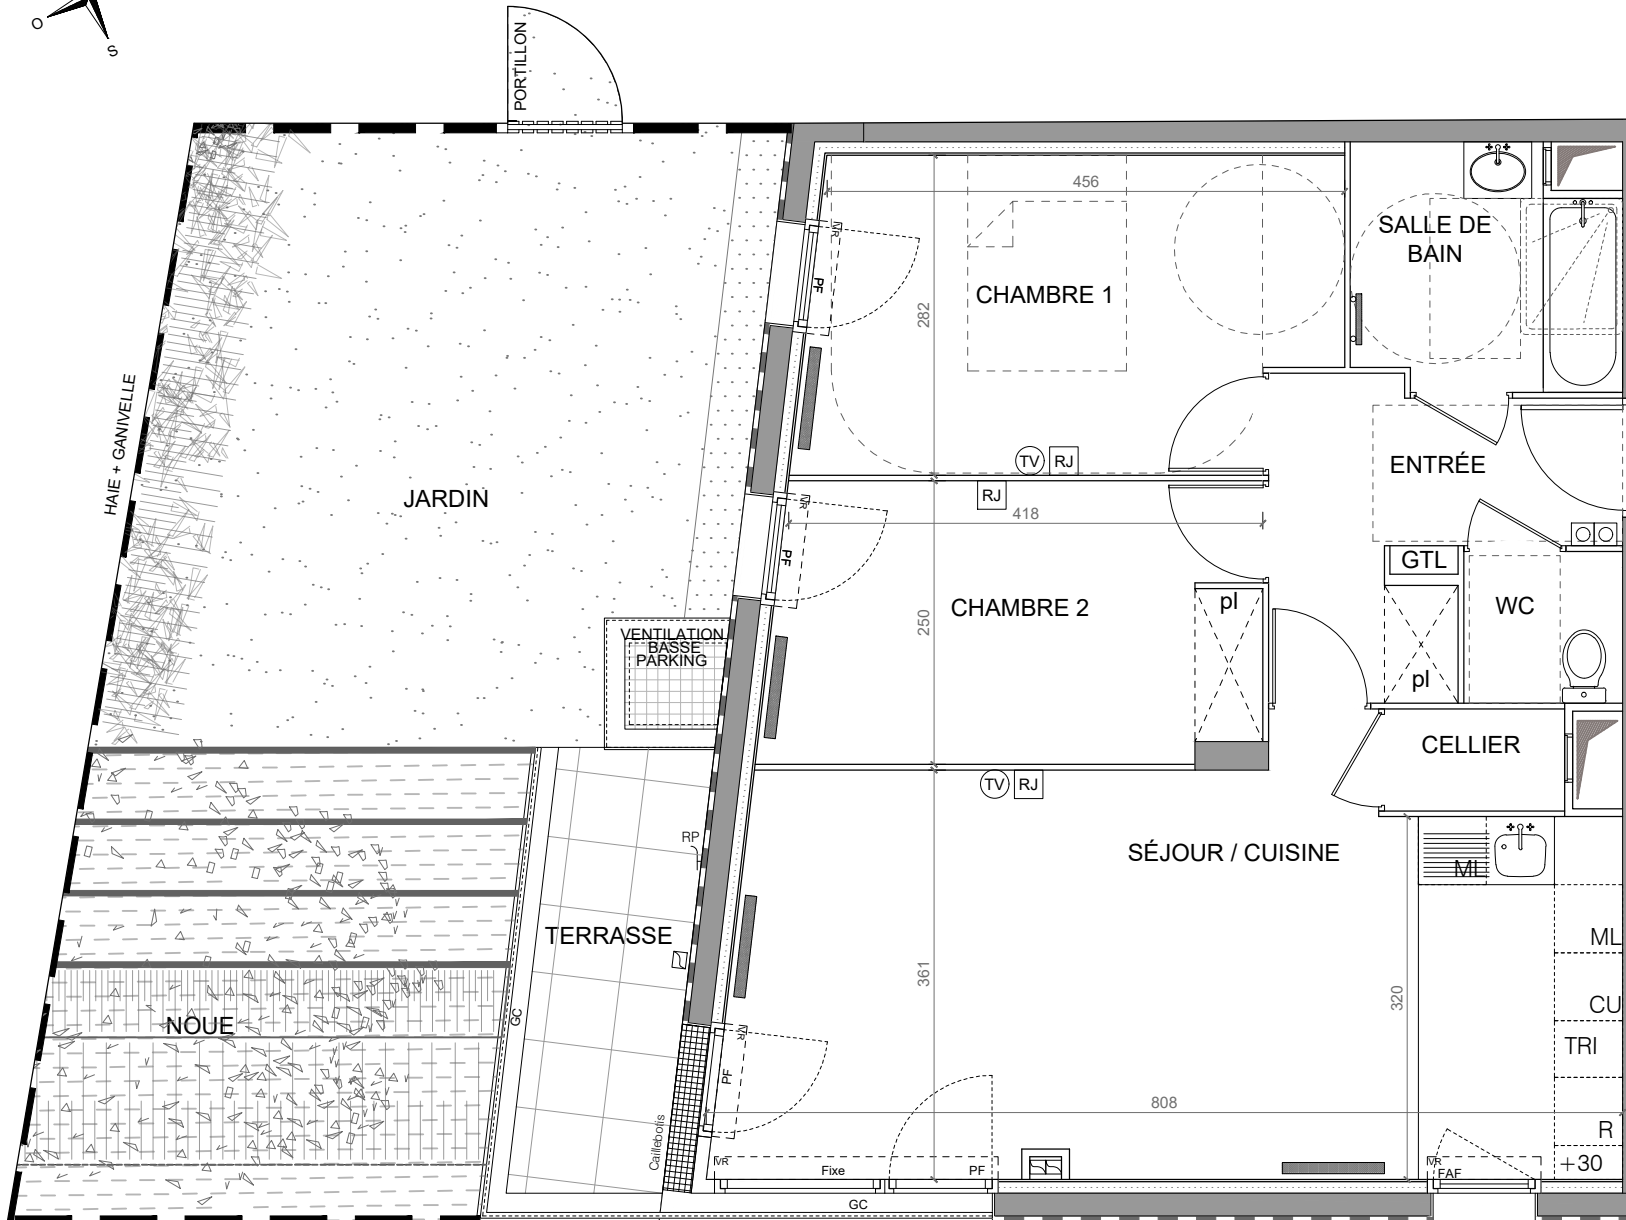 O
S
PORTILLON
HAIE + GANIVELLE
JARDIN
VENTILATION
BASSE
PARKING
456
282
CHAMBRE 1
VR
PF
TV
RJ
SALLE DE
BAIN
ENTRÉE
RJ
418
VR
PF
250
CHAMBRE 2
pl
GTL
pl
WC
CELLIER
TV
RJ
SÉJOUR / CUISINE
RP
TERRASSE
NOUE
GC
Caillebotis
VR
PF
361
320
808
ML
ML
CU
TRI
R
+30
VR
Fixe
PF
VR
FAF
GC